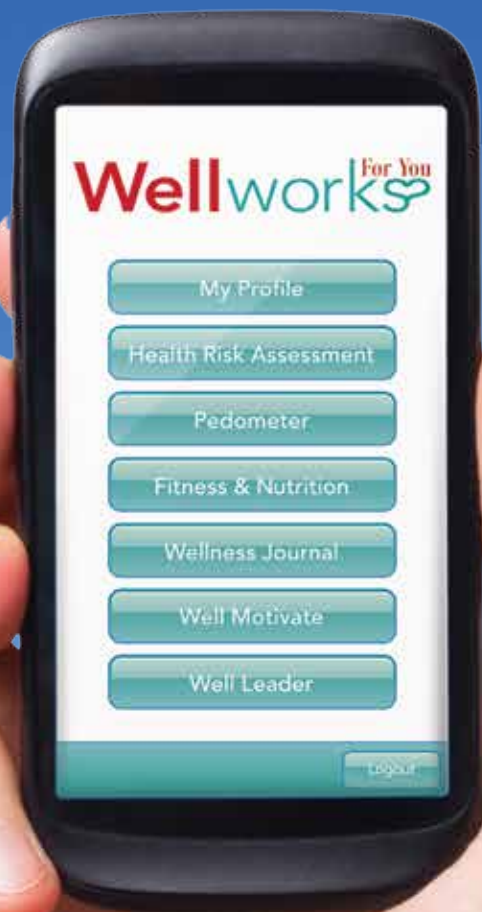 Wellworks For You
My Profile
Health Risk Assessment
Pedometer
Fitness & Nutrition
Wellness Journal
Well Motivate
Well Leader
Logout